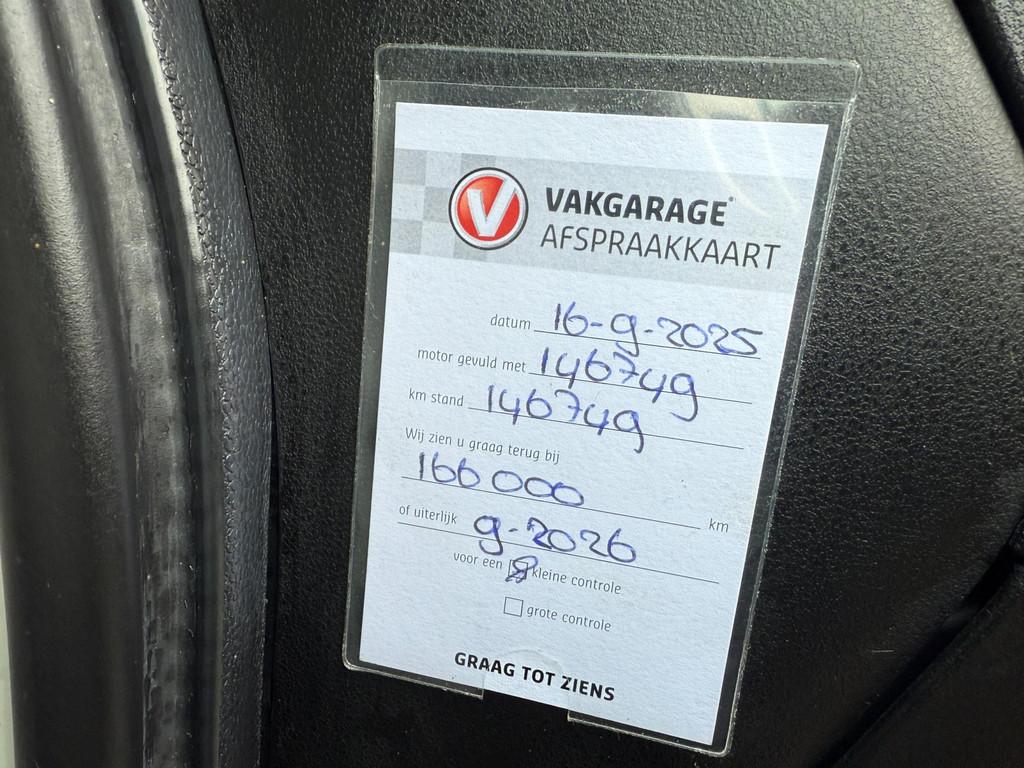 VAKGARAGE®
AFSPRAAKKAART
datum 16-9-2025
motor gevuld met 146749
km stand 146749
Wij zien u graag terug bij
166000 km
of uiterlijk 9-2026
voor een kleine controle
grote controle
GRAAG TOT ZIENS